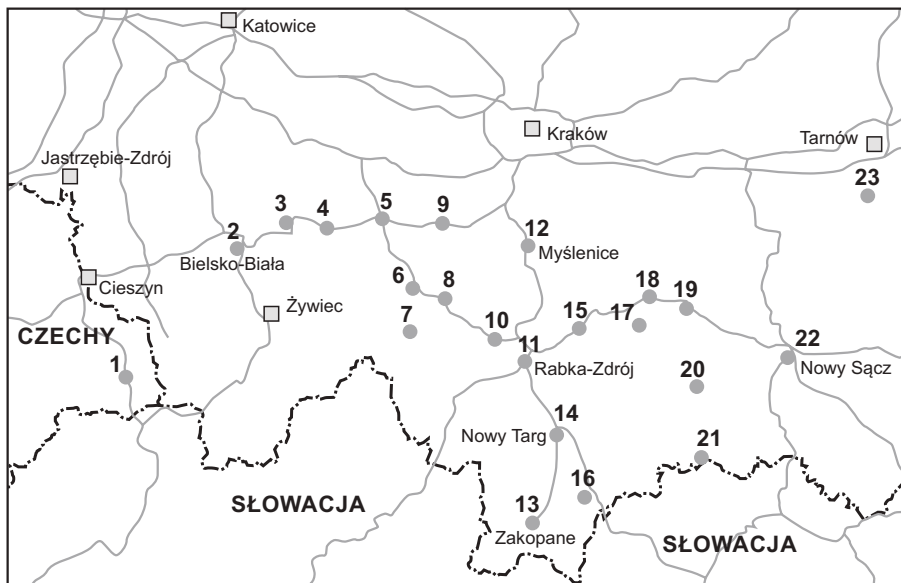 Katowice
Kraków
Tarnów
Jastrzębie-Zdrój
23
3
4
5
9
2
12
Bielsko-Biała
Myślenice
Cieszyn
6
8
18
19
Żywiec
7
15
17
CZECHY
10
11
22
1
Rabka-Zdrój
Nowy Sącz
20
14
Nowy Targ
21
SŁOWACJA
16
13
Zakopane
SŁOWACJA